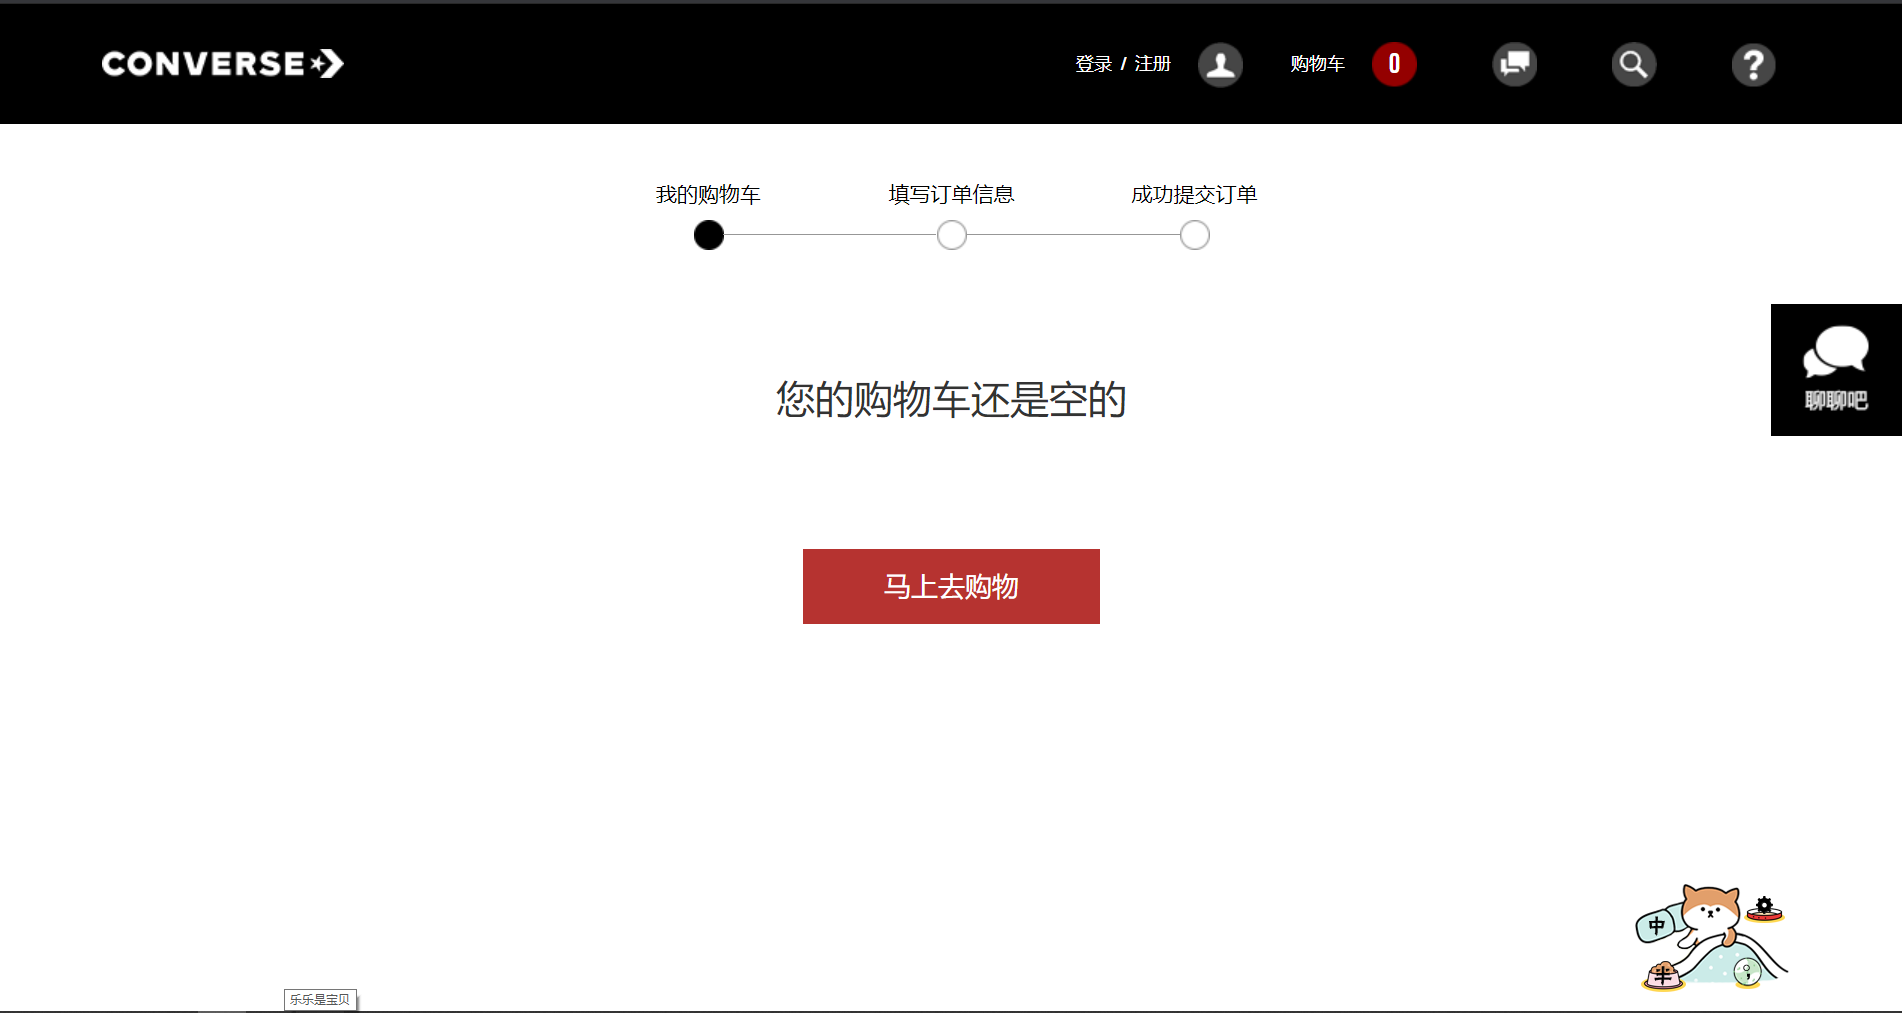 CONVERSE
登录 / 注册
购物车
0
我的购物车
填写订单信息
成功提交订单
聊聊吧
您的购物车还是空的
马上去购物
中
半
乐乐是宝贝